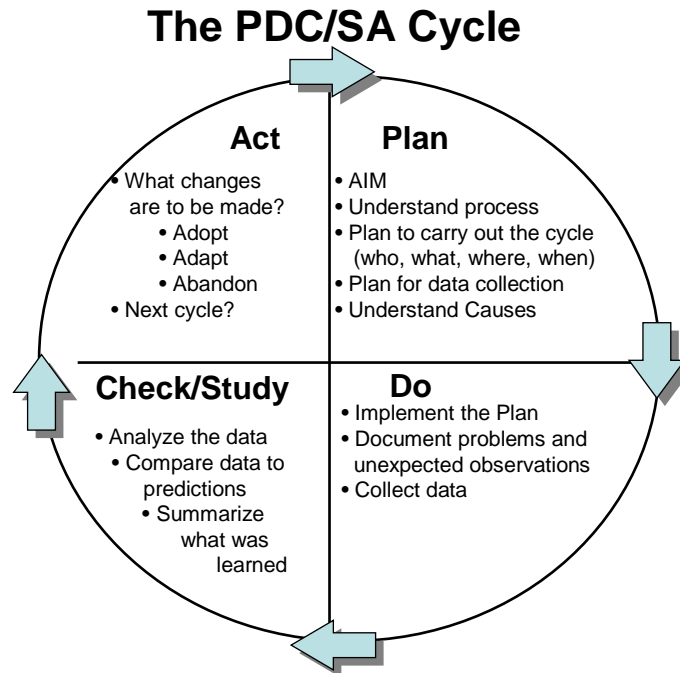 The PDC/SA Cycle
Act
• What changes
are to be made?
• Adopt
• Adapt
• Abandon
• Next cycle?
Plan
• AIM
• Understand process
• Plan to carry out the cycle
(who, what, where, when)
• Plan for data collection
• Understand Causes
Check/Study
• Analyze the data
• Compare data to
predictions
• Summarize
what was
learned
Do
• Implement the Plan
• Document problems and
unexpected observations
• Collect data